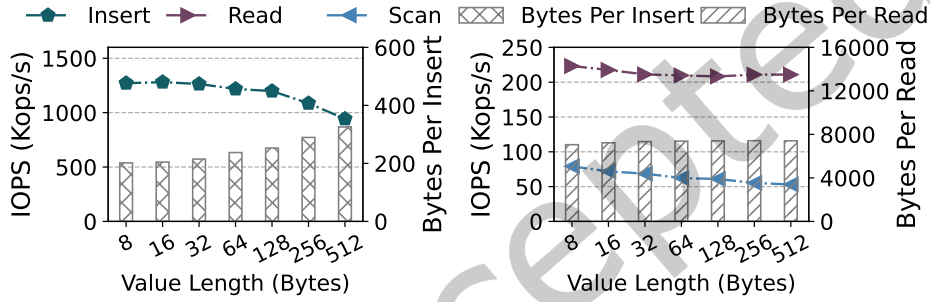 Insert Read Scan Bytes Per Insert Bytes Per Read
IOPS (Kops/s)
1500
1000
500
0
600
400
200
0
Bytes Per Insert
8 16 32 64 128 256 512
Value Length (Bytes)
IOPS (Kops/s)
250
200
150
100
50
0
16000
12000
8000
4000
0
Bytes Per Read
8 16 32 64 128 256 512
Value Length (Bytes)